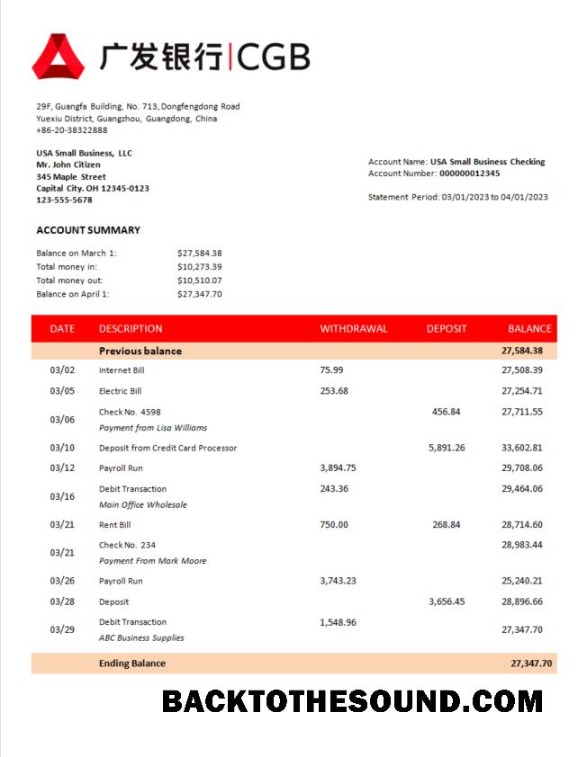 广发银行|CGB
29F, Guangfa Building, No. 713, Dongfengdong Road
Yuexiu District, Guangzhou, Guangdong, China
+86-20-38322888
USA Small Business, LLC
Mr. John Citizen
345 Maple Street
Capital City. OH 12345-0123
123-555-5678
Account Name: USA Small Business Checking
Account Number: 000000012345
Statement Period: 03/01/2023 to 04/01/2023
ACCOUNT SUMMARY
Balance on March 1: $27,584.38
Total money in: $10,273.39
Total money out: $10,510.07
Balance on April 1: $27,347.70
DATE DESCRIPTION WITHDRAWAL DEPOSIT BALANCE
Previous balance 27,584.38
03/02 Internet Bill 75.99 27,508.39
03/05 Electric Bill 253.68 27,254.71
03/06 Check No. 4598 456.84 27,711.55
Payment from Lisa Williams
03/10 Deposit from Credit Card Processor 5,891.26 33,602.81
03/12 Payroll Run 3,894.75 29,708.06
03/16 Debit Transaction 243.36 29,464.06
Main Office Wholesale
03/21 Rent Bill 750.00 268.84 28,714.60
03/21 Check No. 234 28,983.44
Payment From Mark Moore
03/26 Payroll Run 3,743.23 25,240.21
03/28 Deposit 3,656.45 28,896.66
03/29 Debit Transaction 1,548.96 27,347.70
ABC Business Supplies
Ending Balance 27,347.70
BACKTOTHESOUND.COM